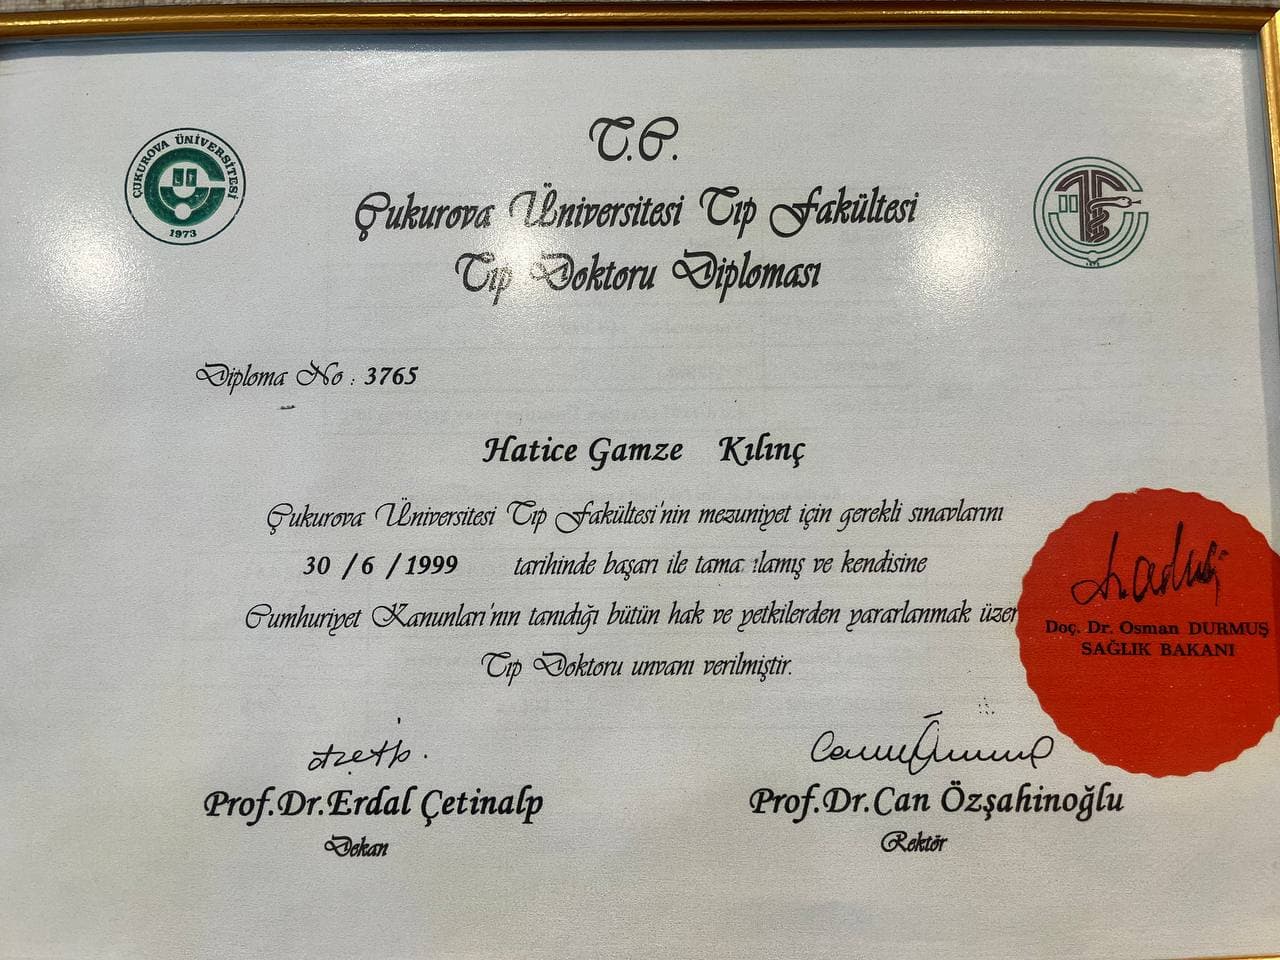 ÇUKUROVA ÜNİVERSİTESİ
1973
T.C.
Çukurova Üniversitesi Tıp Fakültesi
Tıp Doktoru Diploması
Diploma No : 3765
Hatice Gamze Kılınç
Çukurova Üniversitesi Tıp Fakültesi'nin mezuniyet için gerekli sınavlarını
30 / 6 / 1999 tarihinde başarı ile tamamlamış ve kendisine
Cumhuriyet Kanunları'nın tanıdığı bütün hak ve yetkilerden yararlanmak üzer
Tıp Doktoru unvanı verilmiştir.
Doç. Dr. Osman DURMUŞ
SAĞLIK BAKANI
Prof.Dr.Erdal Çetinalp
Dekan
Prof.Dr.Can Özşahinoğlu
Rektör